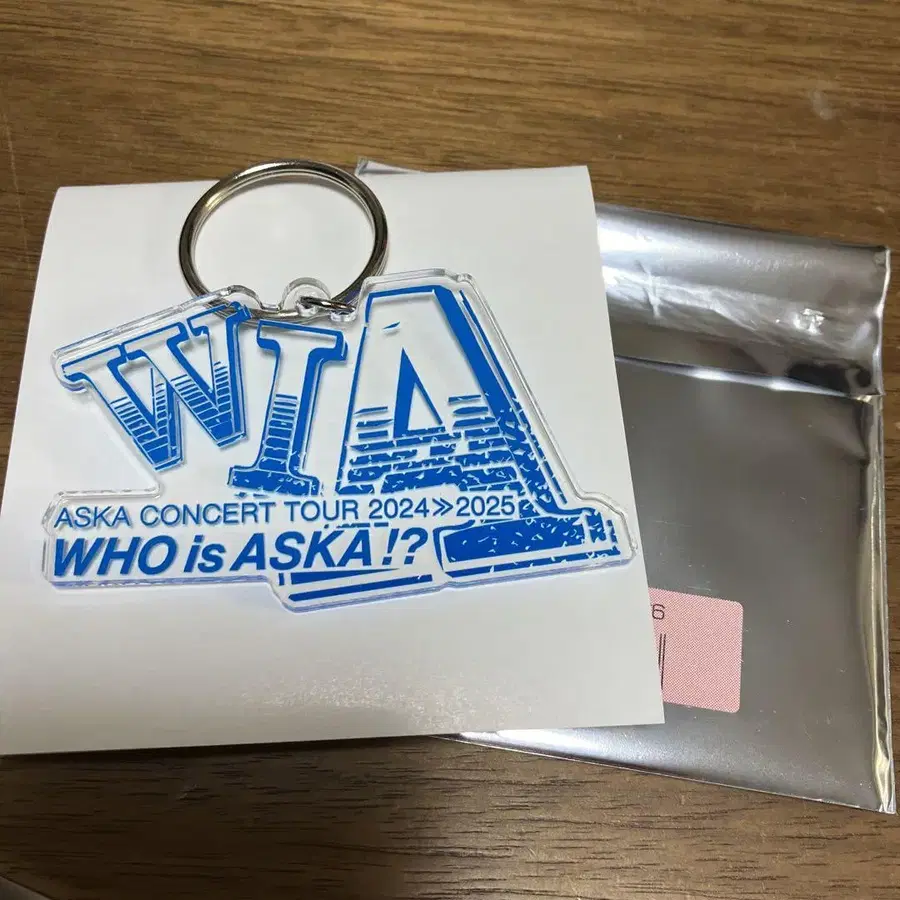 WIA
ASKA CONCERT TOUR 2024≫2025
WHO is ASKA !?